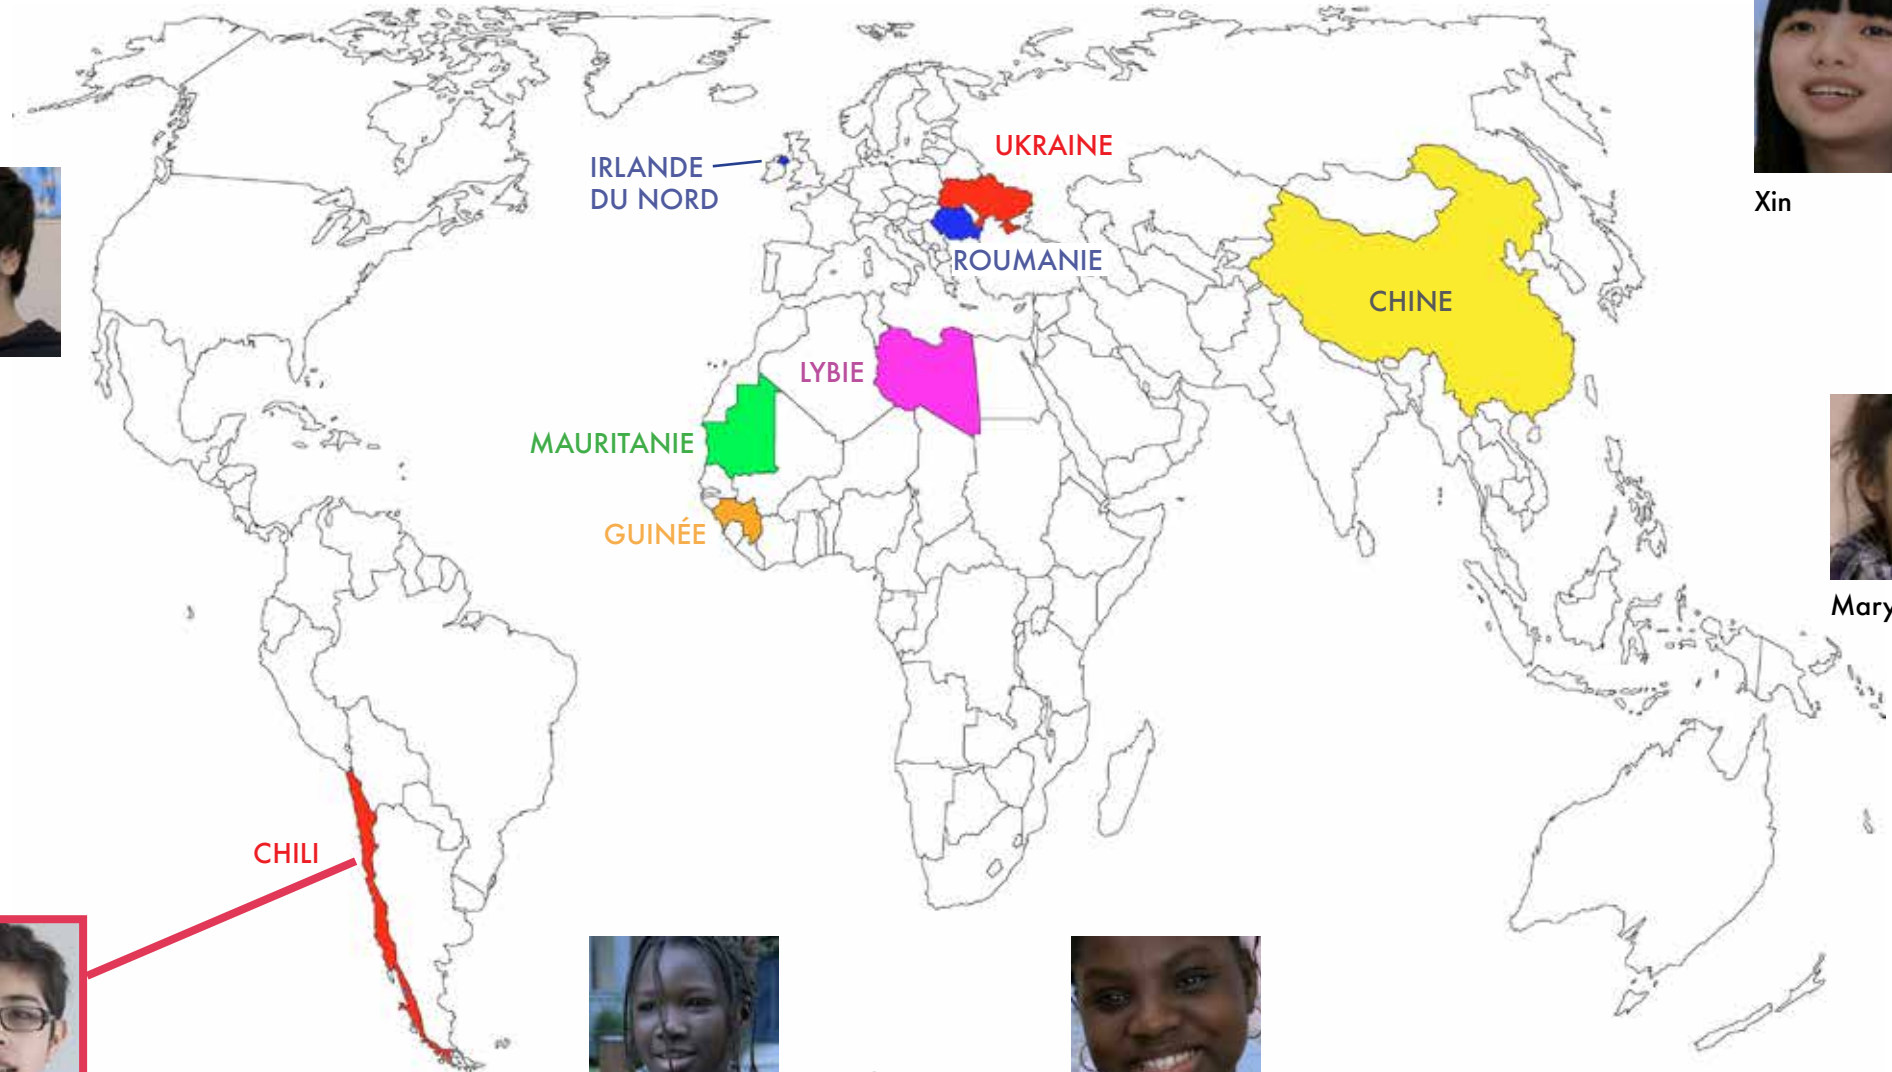 UKRAINE
IRLANDE
DU NORD
Xin
ROUMANIE
CHINE
LYBIE
MAURITANIE
GUINÉE
Mary
CHILI